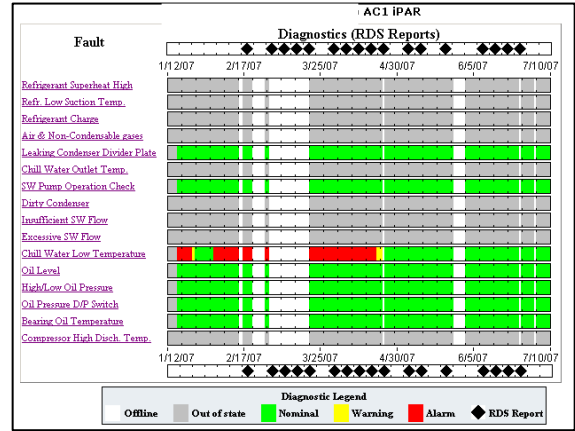 AC1 iPAR
Fault
Diagnostics (RDS Reports)
1/12/07 2/17/07 3/25/07 4/30/07 6/5/07 7/10/07
Refrigerant Superheat High
Refr. Low Suction Temp.
Refrigerant Charge
Air & Non-Condensable gases
Leaking Condenser Divider Plate
Chill Water Outlet Temp.
SW Pump Operation Check
Dirty Condenser
Insufficient SW Flow
Excessive SW Flow
Chill Water Low Temperature
Oil Level
High/Low Oil Pressure
Oil Pressure D/P Switch
Bearing Oil Temperature
Compressor High Disch. Temp.
1/12/07 2/17/07 3/25/07 4/30/07 6/5/07 7/10/07
Diagnostic Legend
Offline Out of state Nominal Warning Alarm RDS Report